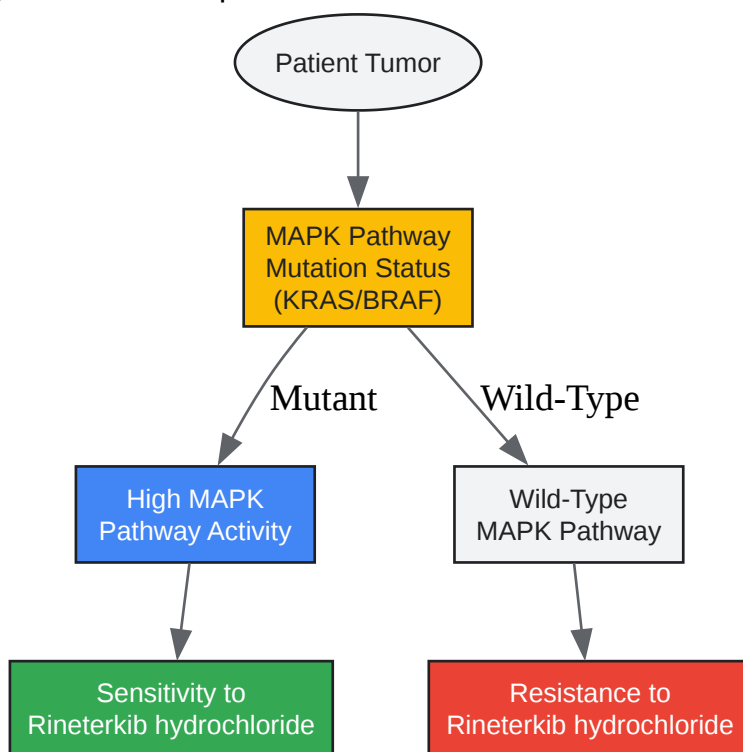 Patient Tumor
MAPK Pathway
Mutation Status
(KRAS/BRAF)
Mutant
Wild-Type
High MAPK
Pathway Activity
Wild-Type
MAPK Pathway
Sensitivity to
Rineterkib hydrochloride
Resistance to
Rineterkib hydrochloride